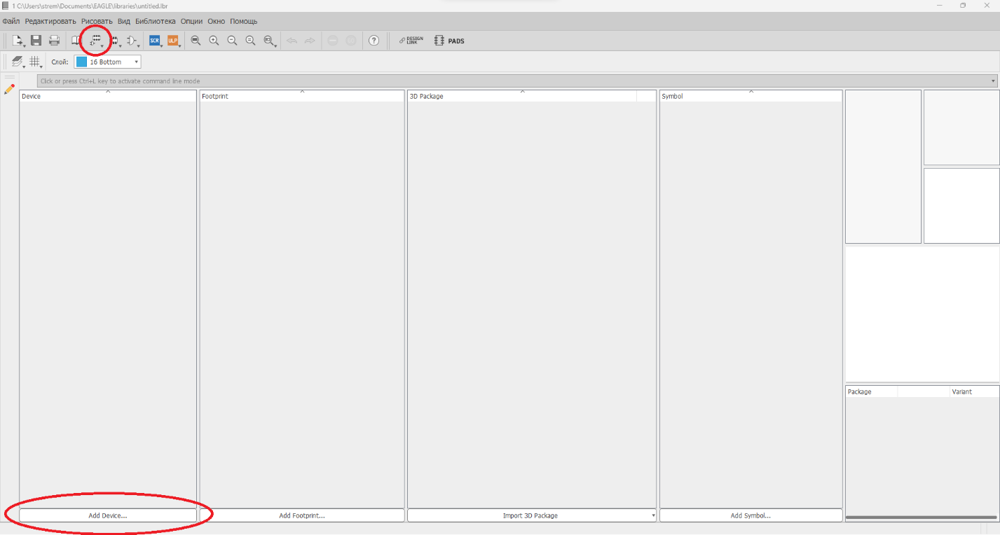 1 C:\Users\strem\Documents\EAGLE\libraries\untitled.lbr
Файл Редактировать Рисовать Вид Библиотека Опции Окно Помощь
SCR ULP ? DESIGN LINK PADS
Слой: 16 Bottom
Click or press Ctrl+L key to activate command line mode
Device Footprint 3D Package Symbol
Package Variant
Add Device... Add Footprint... Import 3D Package Add Symbol...